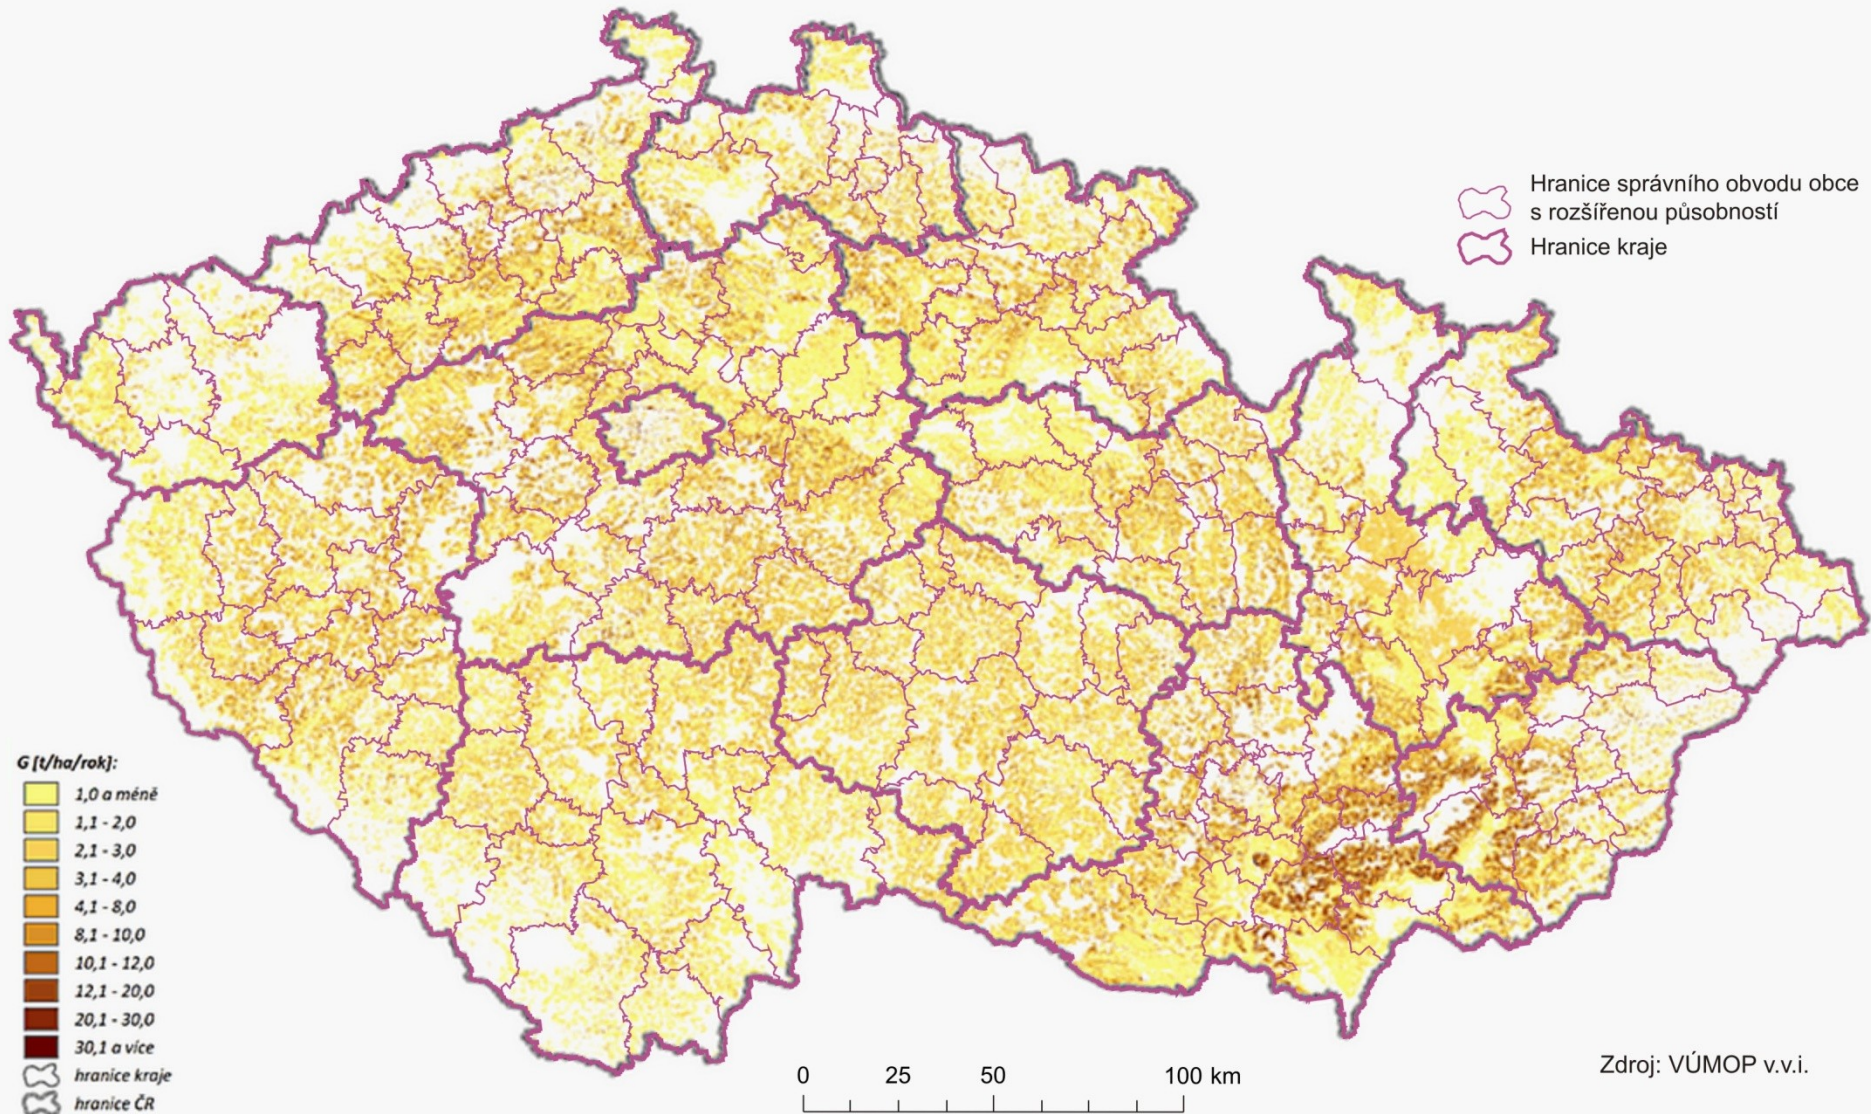 Hranice správního obvodu obce
s rozšířenou působností
Hranice kraje
G [t/ha/rok]:
1,0 a méně
1,1 - 2,0
2,1 - 3,0
3,1 - 4,0
4,1 - 8,0
8,1 - 10,0
10,1 - 12,0
12,1 - 20,0
20,1 - 30,0
30,1 a více
hranice kraje
hranice ČR
0 25 50 100 km
Zdroj: VÚMOP v.v.i.